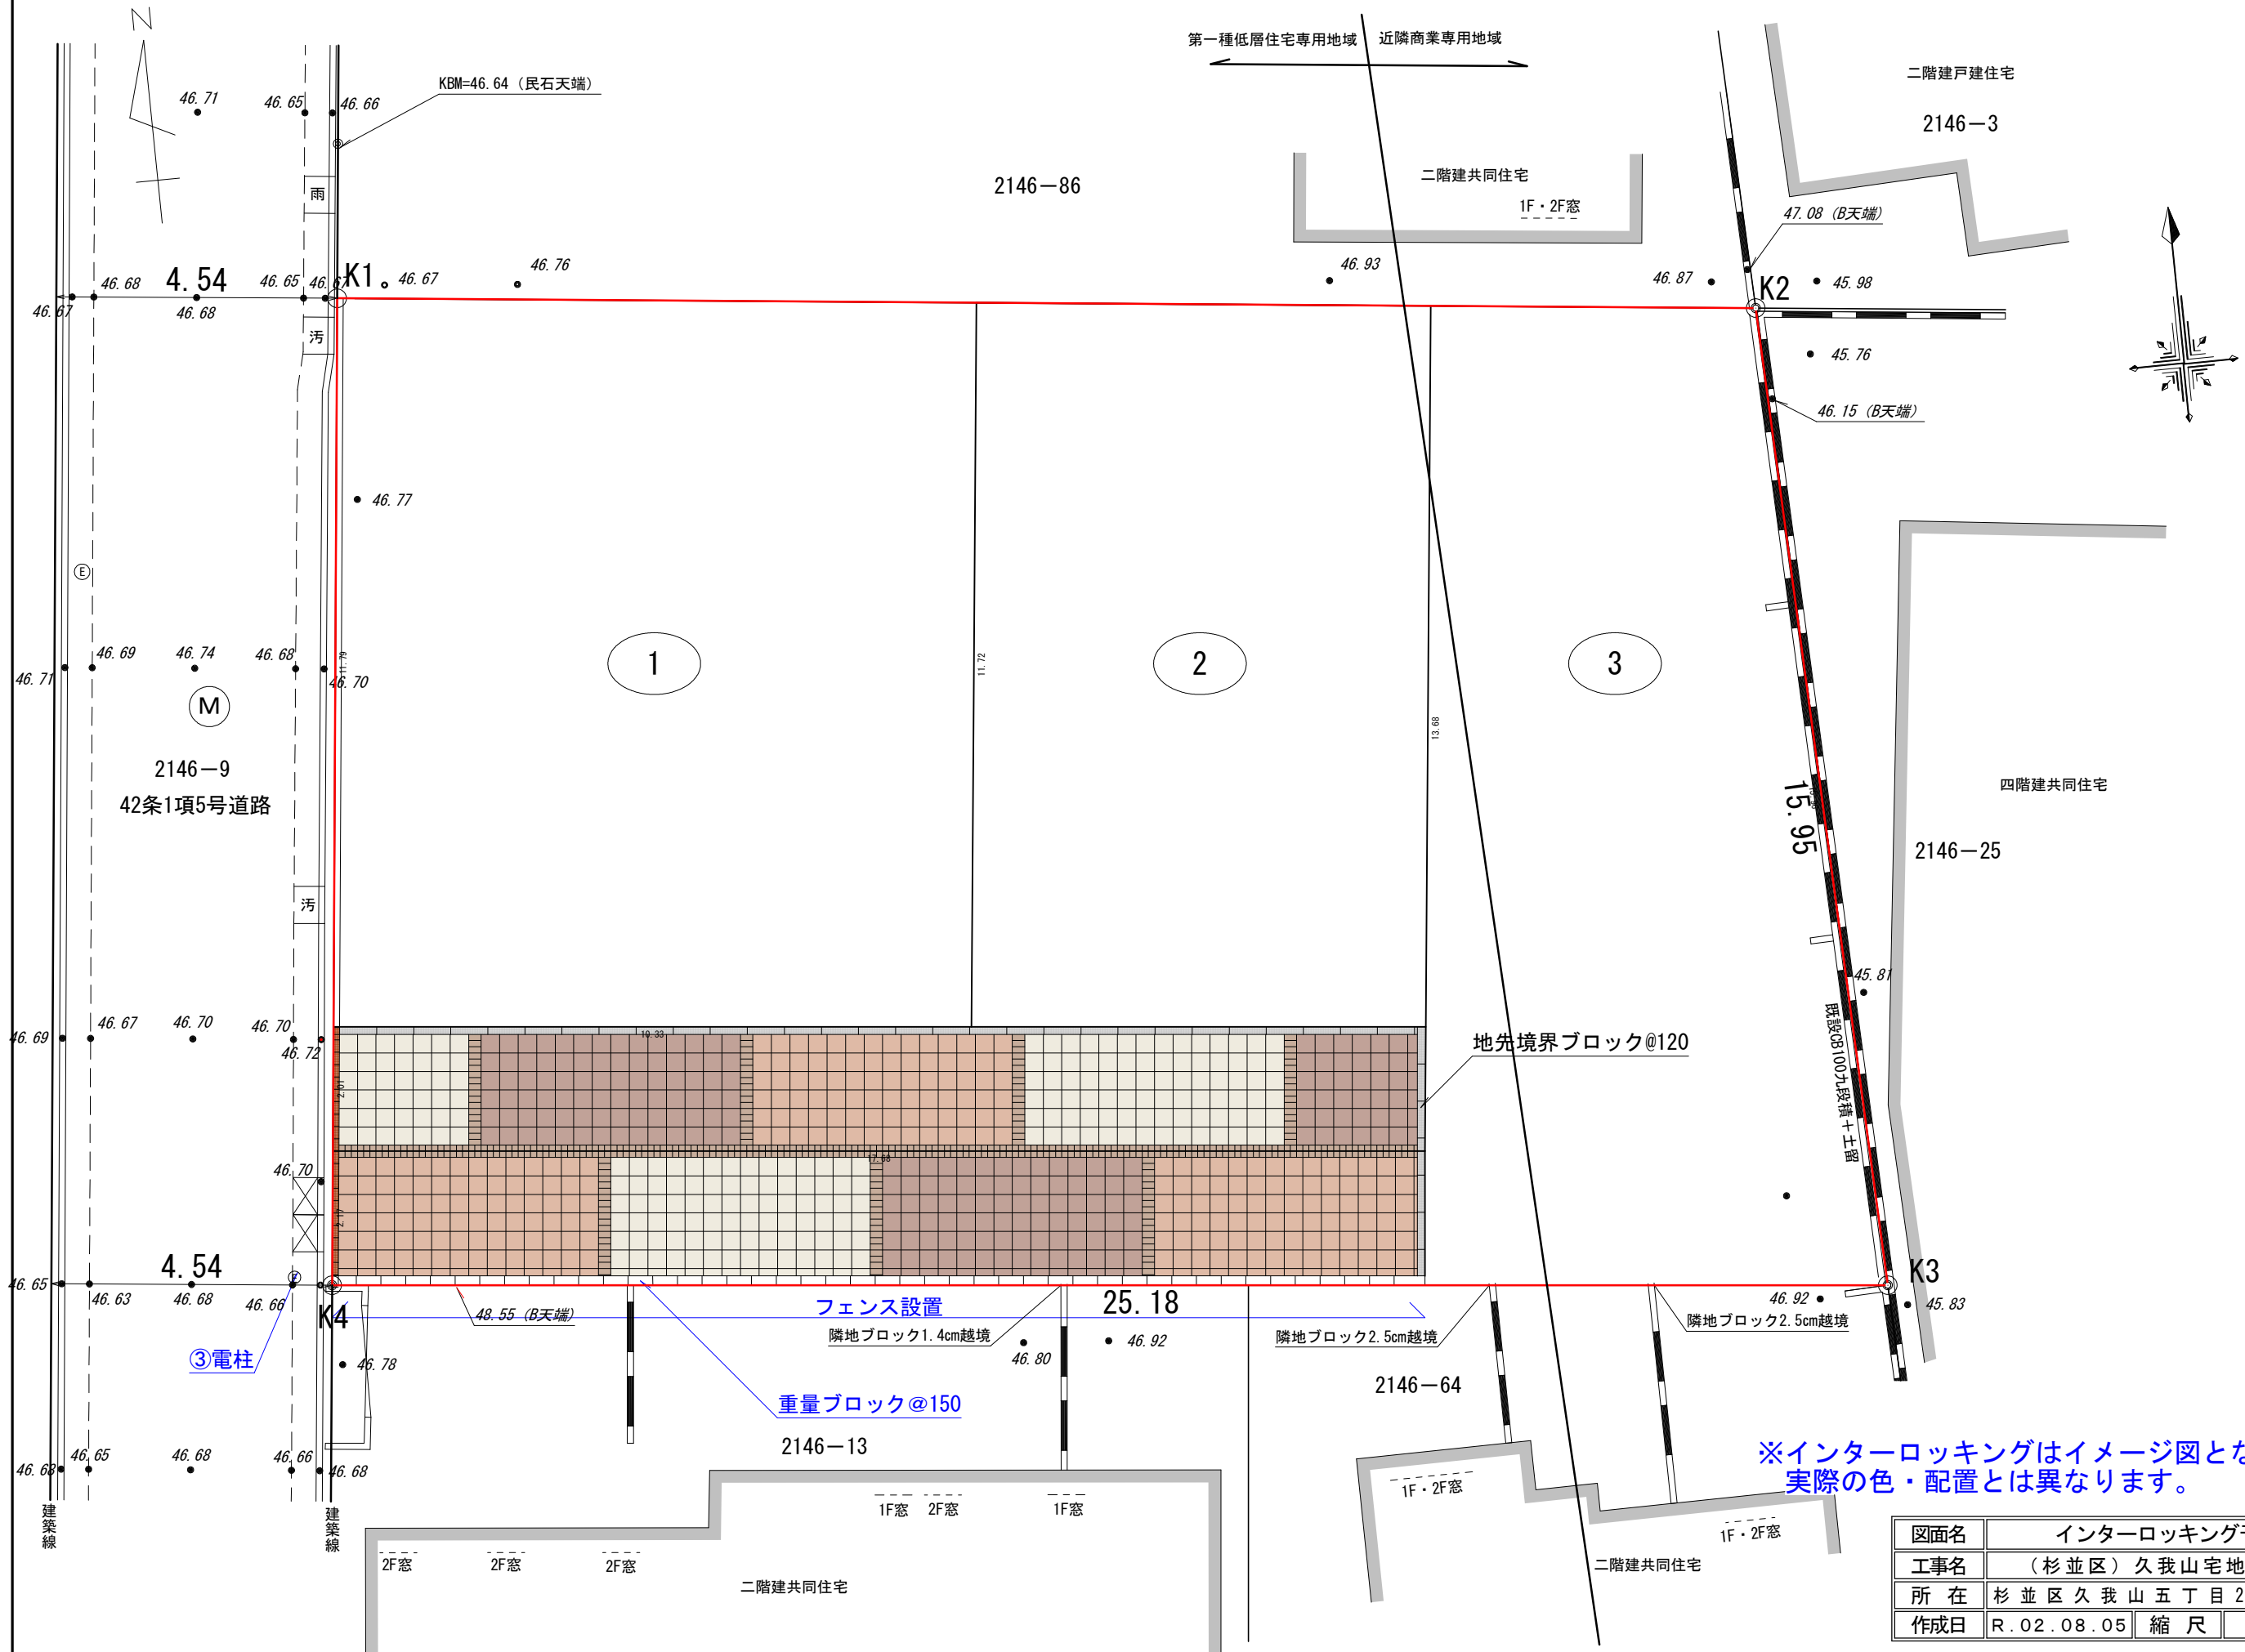 N
第一種低層住宅専用地域
近隣商業専用地域
KBM=46.64 (民石天端)
二階建戸建住宅
2146-3
46.71
46.65
46.66
雨
2146-86
二階建共同住宅
1F・2F窓
47.08 (B天端)
46.68
4.54
46.65
46.67
K1
46.67
46.76
46.93
46.87
K2
45.98
46.67
46.68
汚
45.76
46.15 (B天端)
46.77
E
46.69
46.74
46.68
11.79
46.70
46.71
1
11.72
2
3
13.68
M
2146-9
42条1項5号道路
15.95
四階建共同住宅
2146-25
汚
45.81
既設CB100九段積+土留
46.69
46.67
46.70
46.70
46.72
19.33
地先境界ブロック@120
2.01
17.68
46.70
2.17
4.54
46.65
46.63
46.68
46.66
K4
K3
48.55 (B天端)
フェンス設置
25.18
46.92
45.83
隣地ブロック1.4cm越境
46.80
46.92
隣地ブロック2.5cm越境
隣地ブロック2.5cm越境
③電柱
46.78
重量ブロック@150
2146-64
2146-13
46.68
46.65
46.68
46.66
46.68
※インターロッキングはイメージ図とな
実際の色・配置とは異なります。
建築線
建築線
1F窓
2F窓
1F窓
1F・2F窓
1F・2F窓
2F窓
2F窓
2F窓
二階建共同住宅
二階建共同住宅
図面名
インターロッキング
工事名
(杉並区)久我山宅地
所 在
杉並区久我山五丁目2
作成日
R.02.08.05
縮 尺